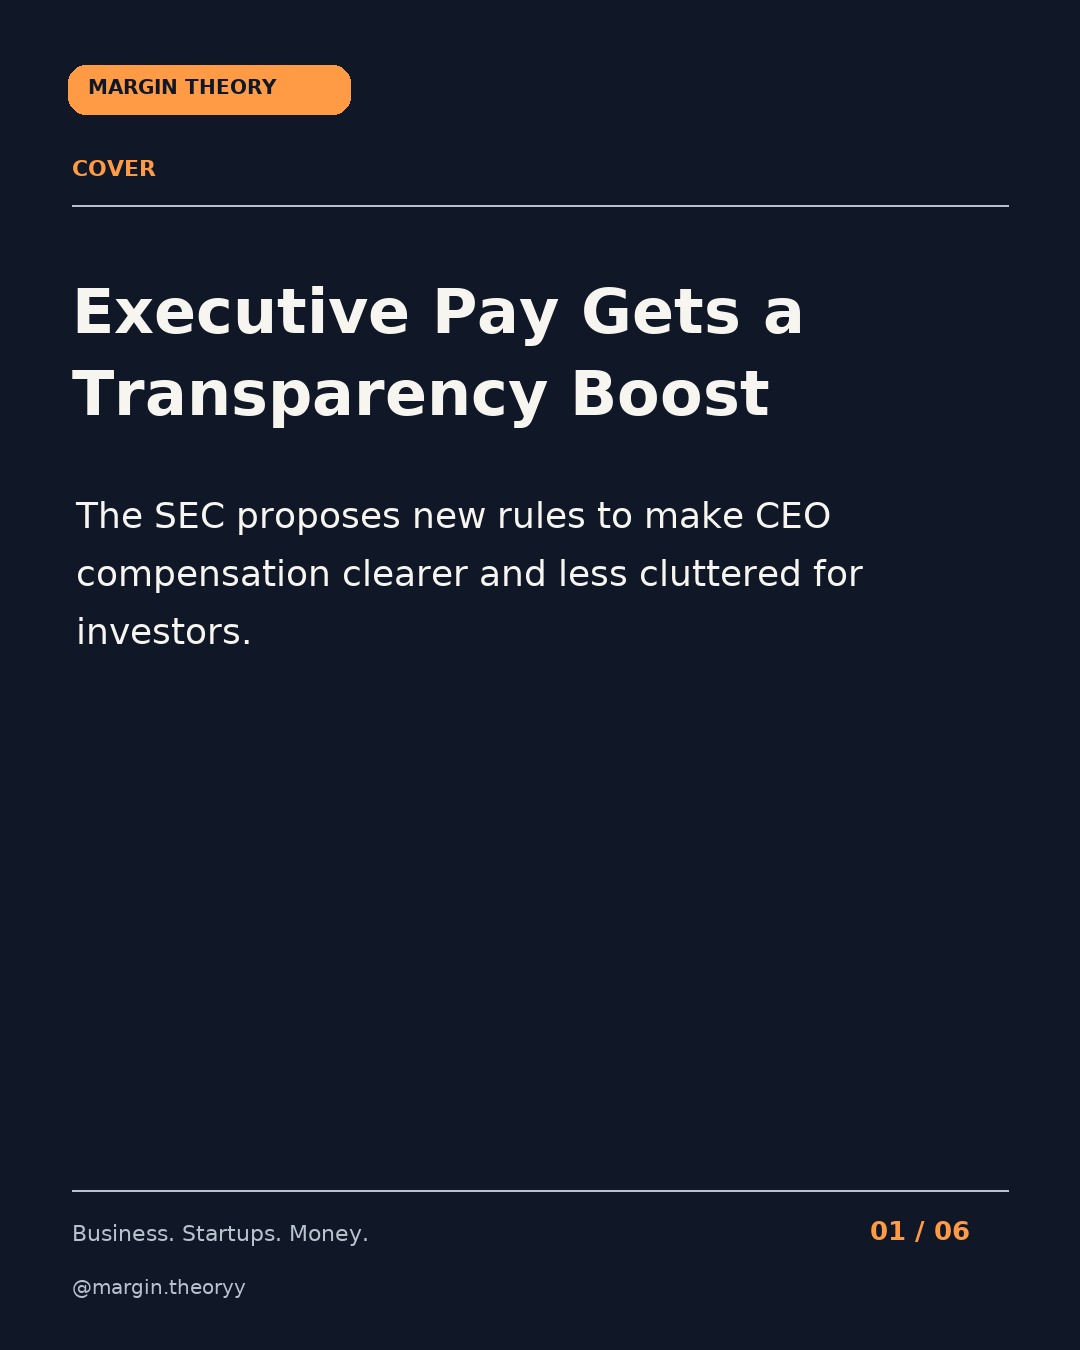 MARGIN THEORY
COVER
Executive Pay Gets a
Transparency Boost
The SEC proposes new rules to make CEO
compensation clearer and less cluttered for
investors.
Business. Startups. Money.
01 / 06
@margin.theoryy